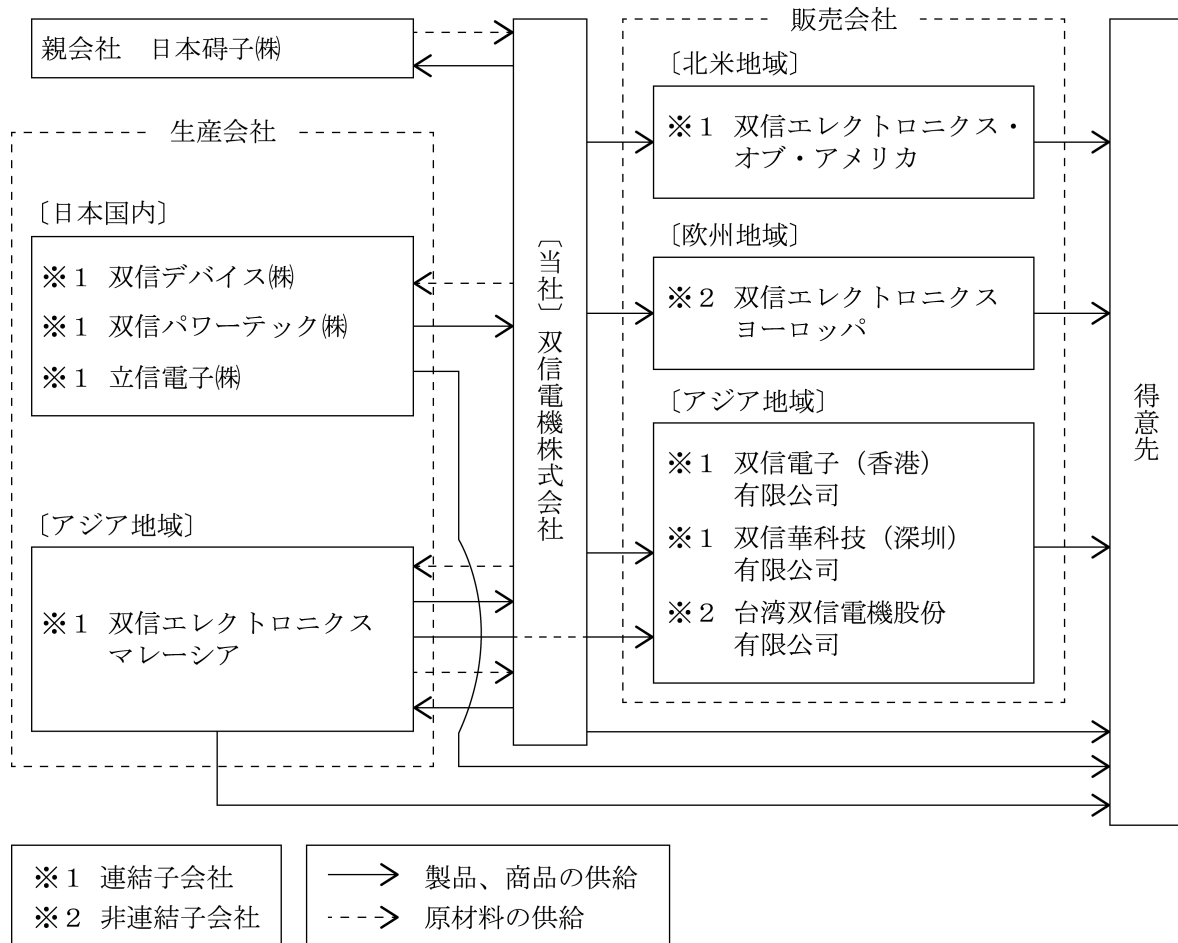 親会社　日本碍子㈱
生産会社
〔日本国内〕
※１ 双信デバイス㈱
※１ 双信パワーテック㈱
※１ 立信電子㈱
〔アジア地域〕
※１ 双信エレクトロニクス
マレーシア
〔当社〕双信電機株式会社
販売会社
〔北米地域〕
※１ 双信エレクトロニクス・
オブ・アメリカ
〔欧州地域〕
※２ 双信エレクトロニクス
ヨーロッパ
〔アジア地域〕
※１ 双信電子（香港）
有限公司
※１ 双信華科技（深圳）
有限公司
※２ 台湾双信電機股份
有限公司
得意先
※１ 連結子会社
※２ 非連結子会社
製品、商品の供給
原材料の供給